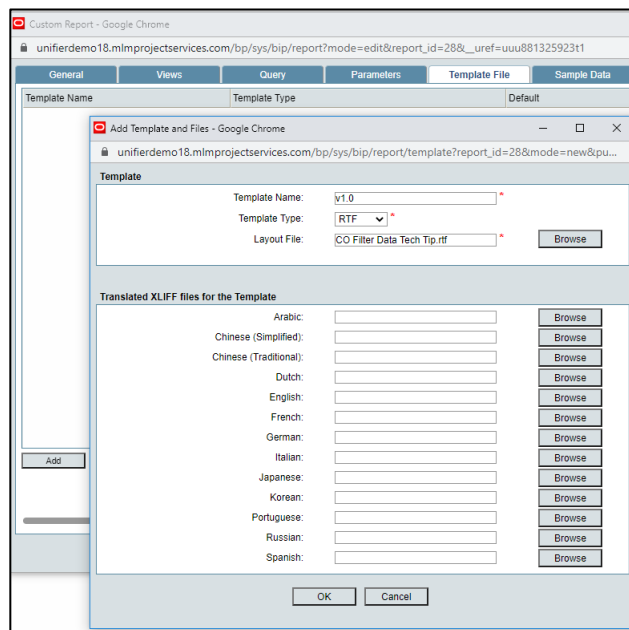 Custom Report - Google Chrome
unifierdemo18.mlmprojectservices.com/bp/sys/bip/report?mode=edit&report_id=28&__uref=uuu881325923t1
General Views Query Parameters Template File Sample Data
Template Name Template Type Default
Add Template and Files - Google Chrome
unifierdemo18.mlmprojectservices.com/bp/sys/bip/report/template?report_id=28&mode=new&pu...
Template
Template Name: v1.0 *
Template Type: RTF *
Layout File: CO Filter Data Tech Tip.rtf * Browse
Translated XLIFF files for the Template
Arabic: Browse
Chinese (Simplified): Browse
Chinese (Traditional): Browse
Dutch: Browse
English: Browse
French: Browse
German: Browse
Add Italian: Browse
Japanese: Browse
Korean: Browse
Portuguese: Browse
Russian: Browse
Spanish: Browse
OK Cancel